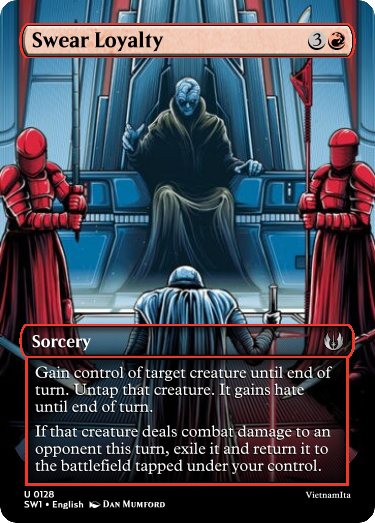 Swear Loyalty 3
Sorcery
Gain control of target creature until end of
turn. Untap that creature. It gains hate
until end of turn.
If that creature deals combat damage to an
opponent this turn, exile it and return it to
the battlefield tapped under your control.
U 0128
SW1 • English DAN MUMFORD
VietnamIta